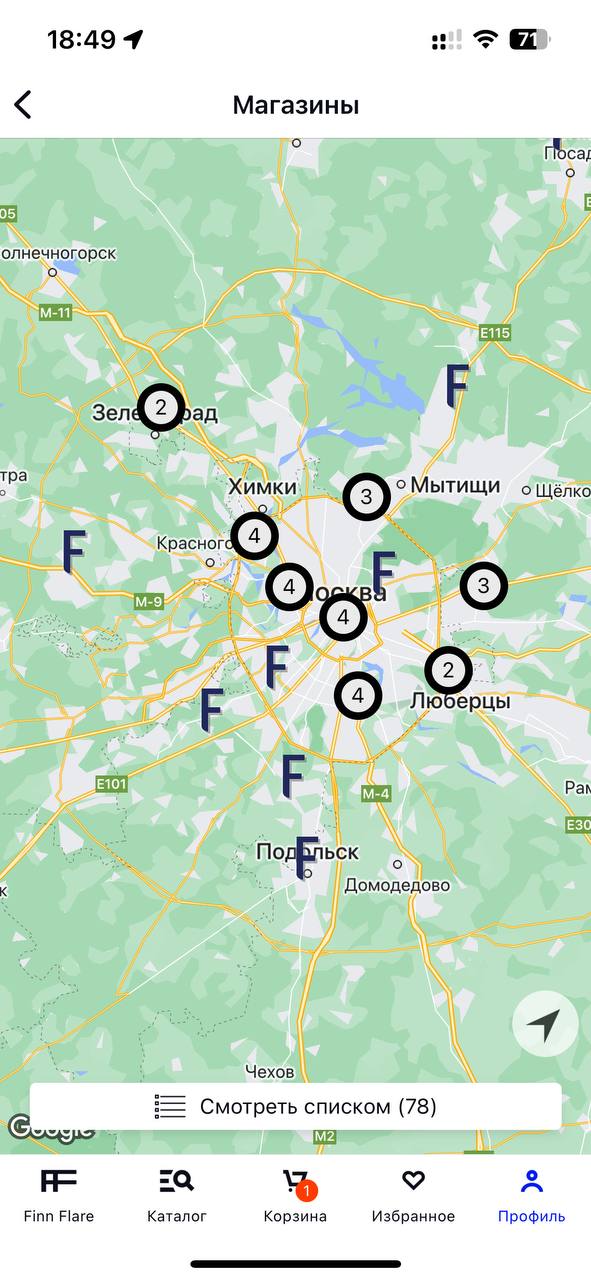 18:49
71
Магазины
Посад
05
олнечногорск
М-11
E115
2
Зеленоград
тра
Химки
3
Мытищи
Щёлко
4
Красного
F
F
4
Москва
F
3
М-9
4
F
2
4
Люберцы
F
F
E101
М-4
Рам
E30
F
Подольск
Домодедово
к
Чехов
Смотреть списком (78)
Google
M2
Finn Flare
Каталог
1
Корзина
Избранное
Профиль